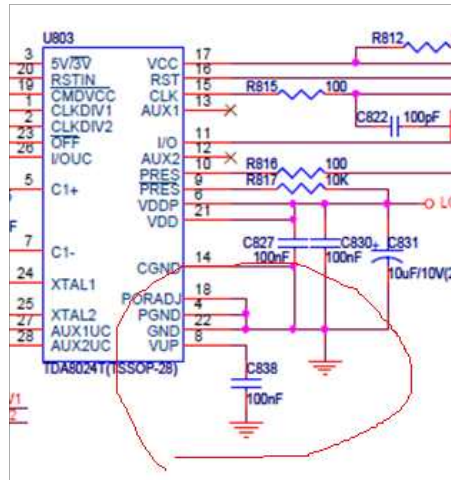 U803
R812
3 5V/3V VCC 17
20 RSTIN RST 16
19 CMDVCC CLK 15 R815 100
1 CLKDIV1 AUX1 13
2 CLKDIV2 C822 100pF
23 OFF I/O 11
26 I/OUC AUX2 12
PRES 10 R816 100
5 C1+ PRES 9 R817 10K
VDDP 6
VDD 21
C827 100nF C830 100nF + C831 10uF/10V(2
7 C1- CGND 14
24 XTAL1 PORADJ 18
25 XTAL2 PGND 4
27 AUX1UC GND 22
28 AUX2UC VUP 8
TDA8024T(TSSOP-28)
C838
100nF